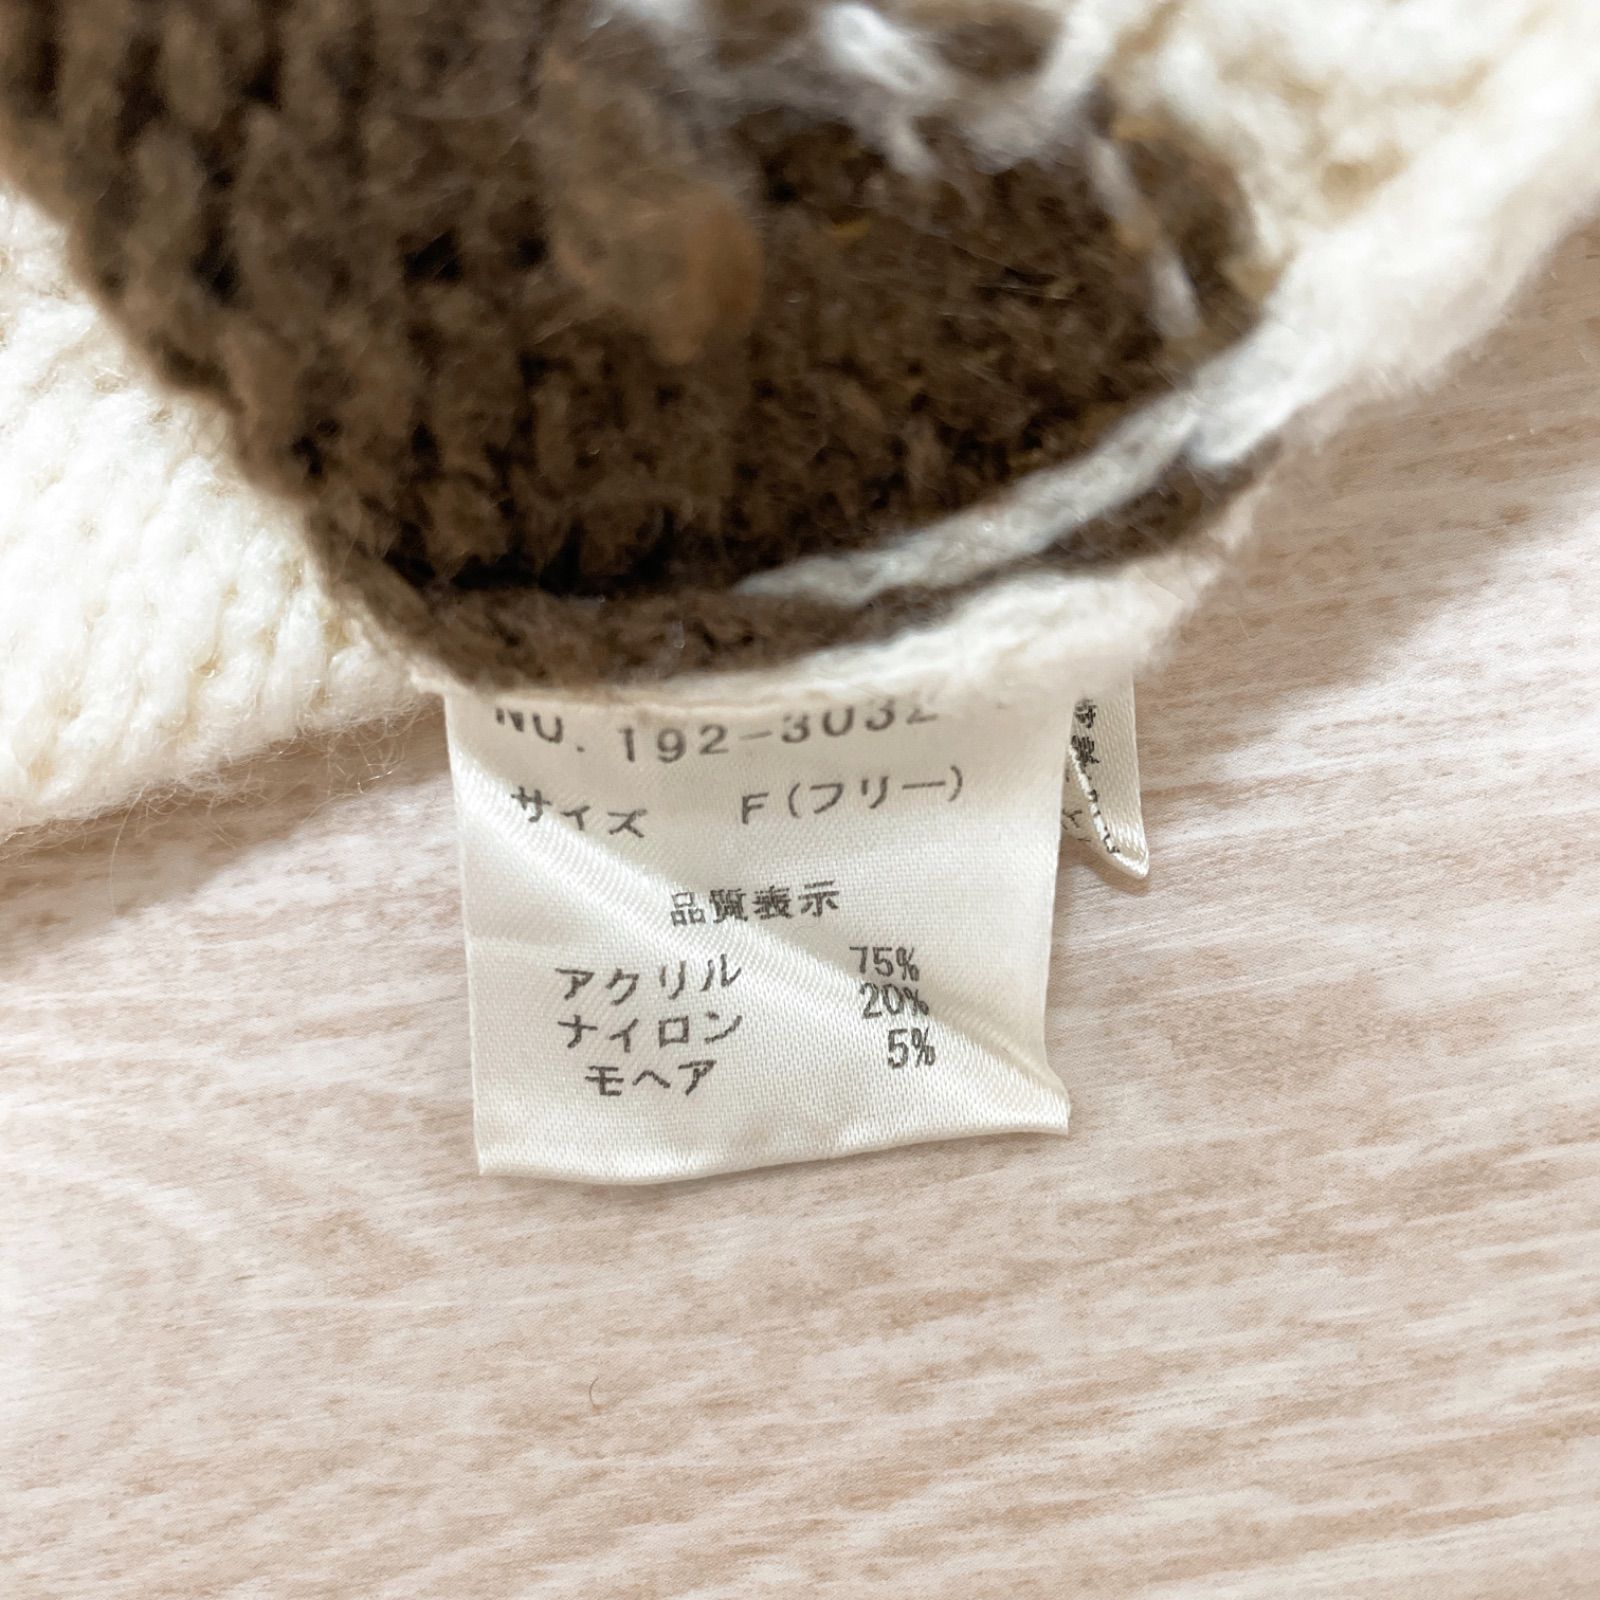 NO. 192-3032
サイズ F(フリー)
品質表示
アクリル 75%
ナイロン 20%
モヘア 5%